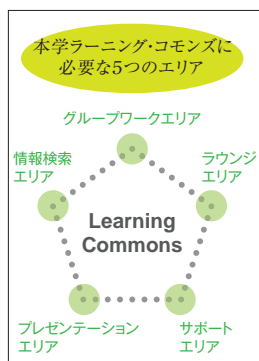 本学ラーニング・コモンズに
必要な5つのエリア
グループワークエリア
情報検索
エリア
ラウンジ
エリア
Learning
Commons
プレゼンテーション
エリア
サポート
エリア